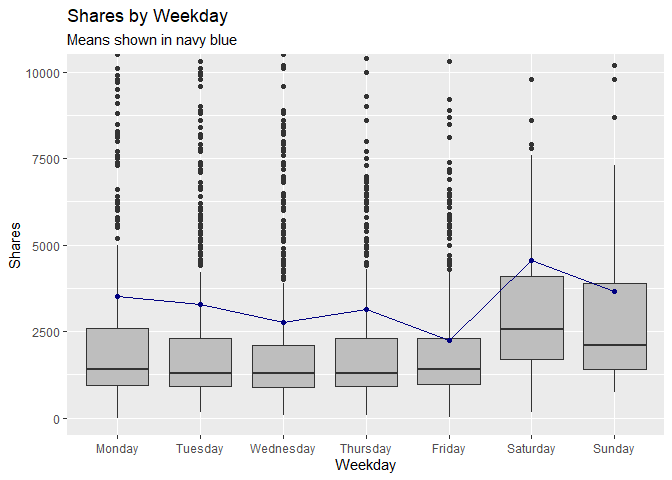 Shares by Weekday
Means shown in navy blue
10000
7500
5000
2500
0
Shares
Monday Tuesday Wednesday Thursday Friday Saturday Sunday
Weekday